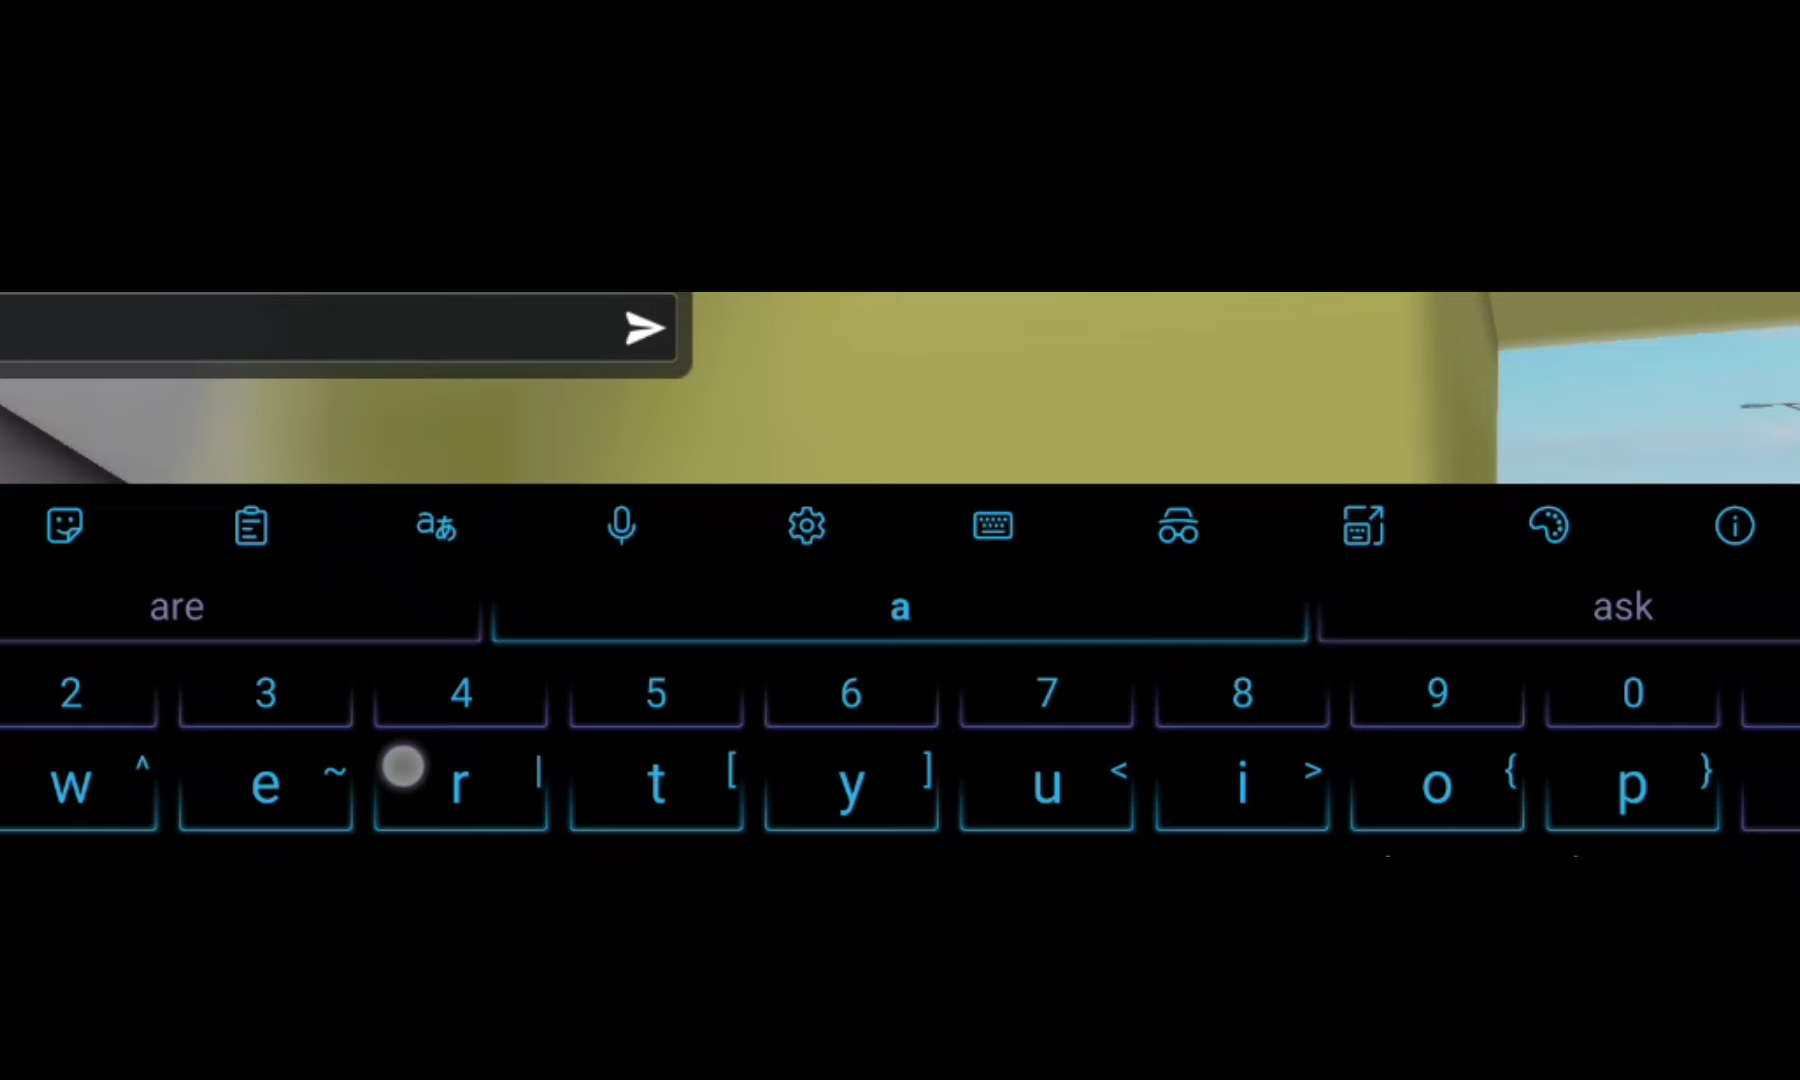 aあ
are a ask
2 3 4 5 6 7 8 9 0
w ^ e ~ r | t [ y ] u < i > o { p }